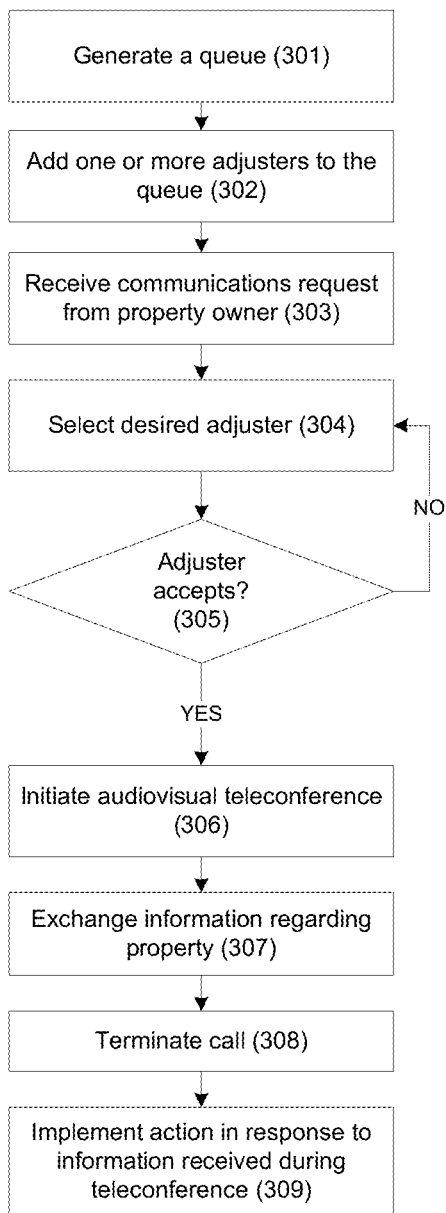 Generate a queue (301)
Add one or more adjusters to the
queue (302)
Receive communications request
from property owner (303)
Select desired adjuster (304)
NO
Adjuster
accepts?
(305)
YES
Initiate audiovisual teleconference
(306)
Exchange information regarding
property (307)
Terminate call (308)
Implement action in response to
information received during
teleconference (309)